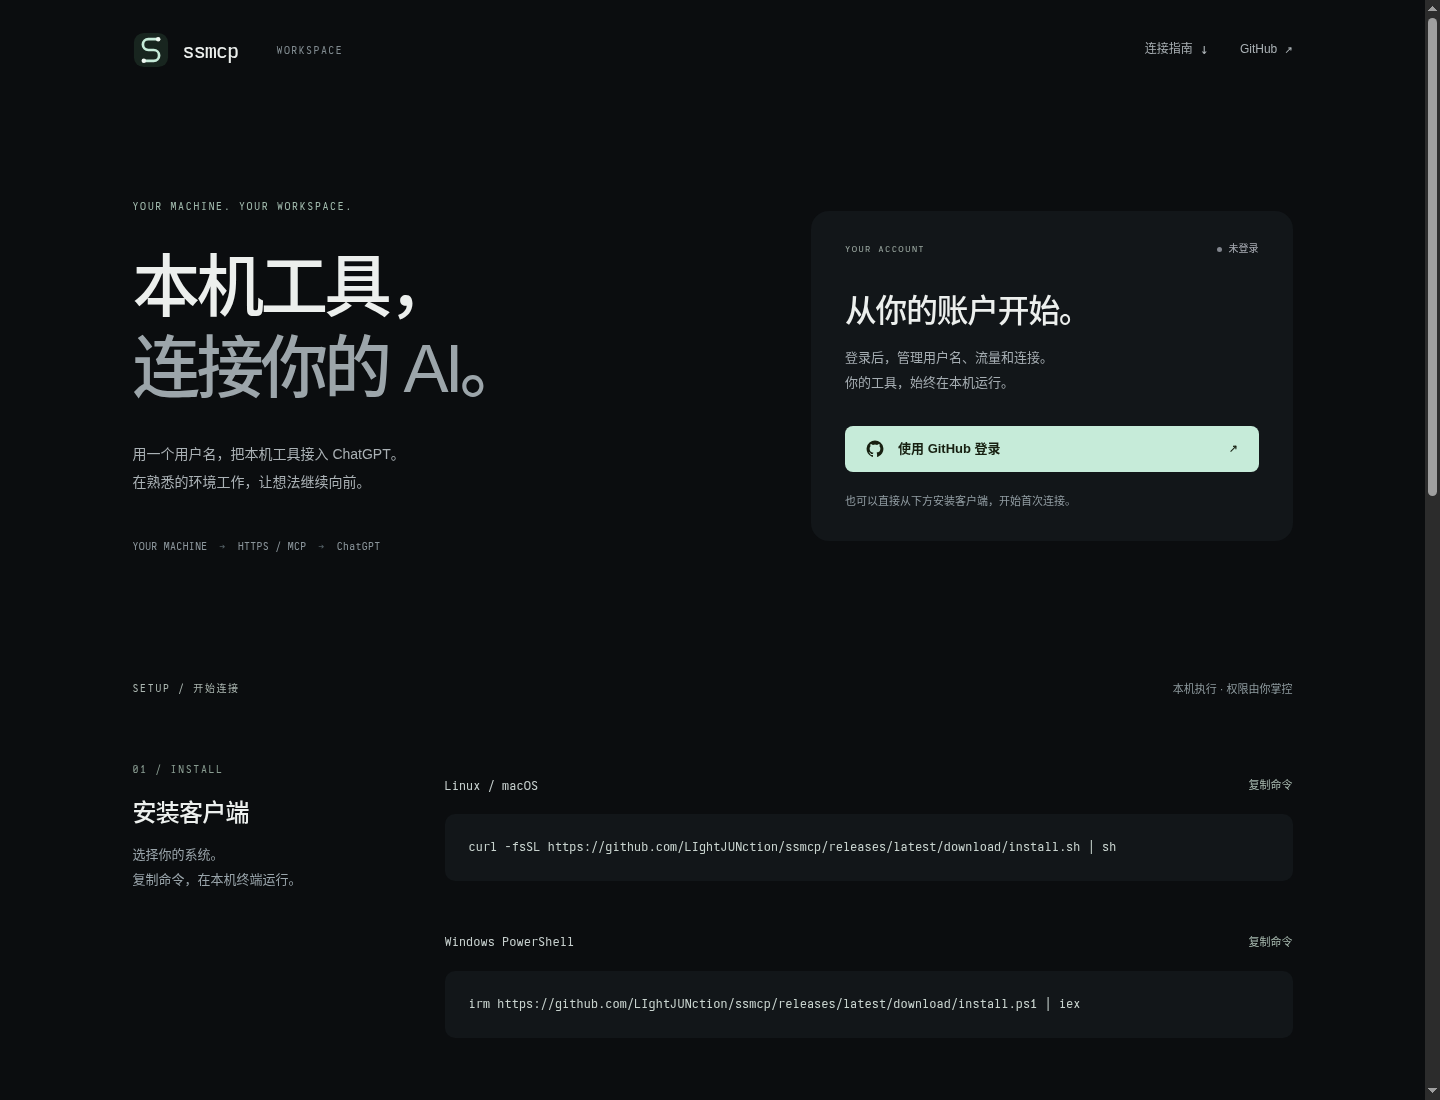 ssmcp
WORKSPACE
连接指南 ↓
GitHub ↗
YOUR MACHINE. YOUR WORKSPACE.
本机工具，
连接你的 AI。
用一个用户名，把本机工具接入 ChatGPT。
在熟悉的环境工作，让想法继续向前。
YOUR MACHINE → HTTPS / MCP → ChatGPT
YOUR ACCOUNT
未登录
从你的账户开始。
登录后，管理用户名、流量和连接。
你的工具，始终在本机运行。
使用 GitHub 登录 ↗
也可以直接从下方安装客户端，开始首次连接。
SETUP / 开始连接
本机执行 · 权限由你掌控
01 / INSTALL
安装客户端
选择你的系统。
复制命令，在本机终端运行。
Linux / macOS
复制命令
curl -fsSL https://github.com/LIghtJUNction/ssmcp/releases/latest/download/install.sh | sh
Windows PowerShell
复制命令
irm https://github.com/LIghtJUNction/ssmcp/releases/latest/download/install.ps1 | iex